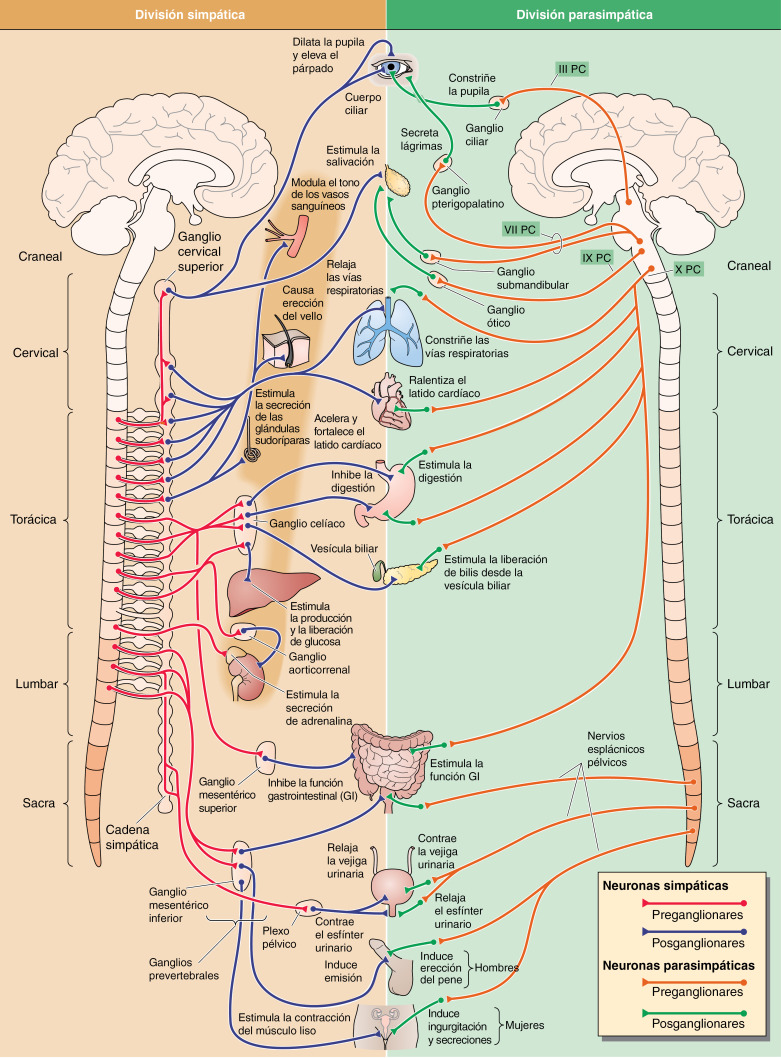 División simpática
División parasimpática
Dilata la pupila
y eleva el
párpado
Cuerpo
ciliar
Constriñe
la pupila
III PC
Ganglio
ciliar
Secreta
lágrimas
Estimula la
salivación
Modula el tono
de los vasos
sanguíneos
Ganglio
pterigopalatino
Ganglio
cervical
superior
VII PC
IX PC
X PC
Craneal
Craneal
Relaja
las vías
respiratorias
Ganglio
submandibular
Causa
erección
del vello
Ganglio
ótico
Constriñe las
vías respiratorias
Cervical
Cervical
Ralentiza el
latido cardíaco
Estimula
la secreción
de las
glándulas
sudoríparas
Acelera y
fortalece el
latido cardíaco
Inhibe la
digestión
Estimula la
digestión
Torácica
Torácica
Ganglio celíaco
Vesícula biliar
Estimula la liberación
de bilis desde la
vesícula biliar
Estimula
la producción
y la liberación
de glucosa
Ganglio
aorticorrenal
Lumbar
Lumbar
Estimula la
secreción
de adrenalina
Nervios
esplácnicos
pélvicos
Estimula la
función GI
Ganglio
mesentérico
superior
Inhibe la función
gastrointestinal (GI)
Sacra
Sacra
Cadena
simpática
Relaja
la vejiga
urinaria
Contrae
la vejiga
urinaria
Ganglio
mesentérico
inferior
Relaja
el esfínter
urinario
Plexo
pélvico
Contrae
el esfínter
urinario
Ganglios
prevertebrales
Induce
emisión
Induce
erección
del pene
Hombres
Estimula la contracción
del músculo liso
Induce
ingurgitación
y secreciones
Mujeres
Neuronas simpáticas
Preganglionares
Posganglionares
Neuronas parasimpáticas
Preganglionares
Posganglionares